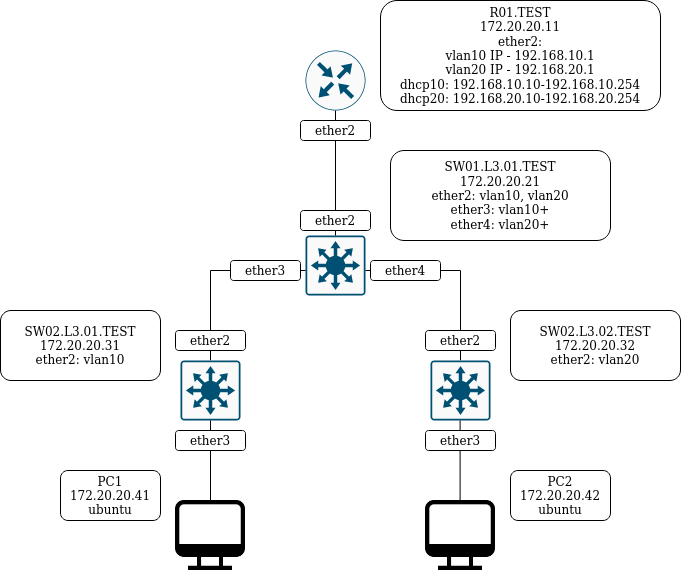 R01.TEST
172.20.20.11
ether2:
vlan10 IP - 192.168.10.1
vlan20 IP - 192.168.20.1
dhcp10: 192.168.10.10-192.168.10.254
dhcp20: 192.168.20.10-192.168.20.254
ether2
SW01.L3.01.TEST
172.20.20.21
ether2: vlan10, vlan20
ether3: vlan10+
ether4: vlan20+
ether2
ether3
ether4
SW02.L3.01.TEST
172.20.20.31
ether2: vlan10
ether2
ether2
SW02.L3.02.TEST
172.20.20.32
ether2: vlan20
ether3
ether3
PC1
172.20.20.41
ubuntu
PC2
172.20.20.42
ubuntu